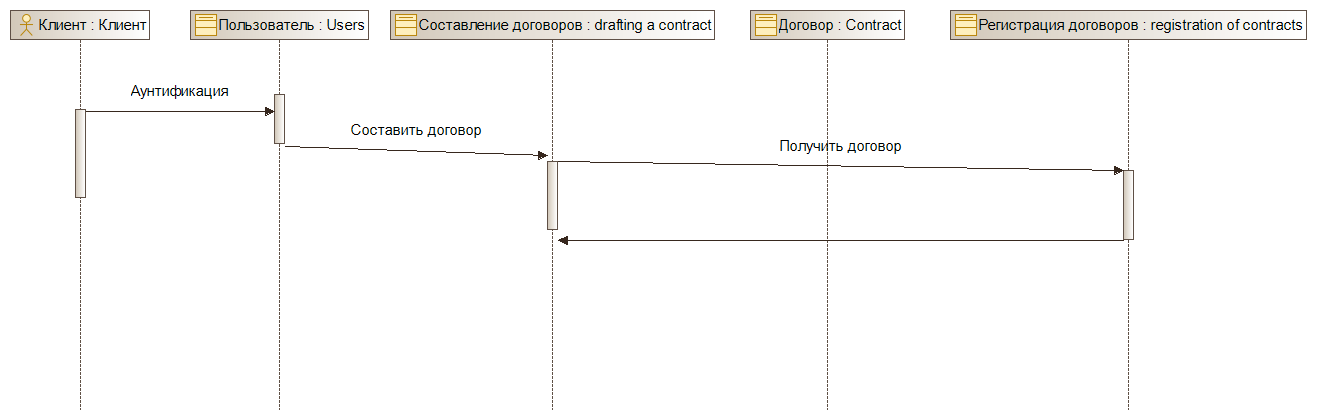 Клиент : Клиент
Пользователь : Users
Составление договоров : drafting a contract
Договор : Contract
Регистрация договоров : registration of contracts
Аунтификация
Составить договор
Получить договор